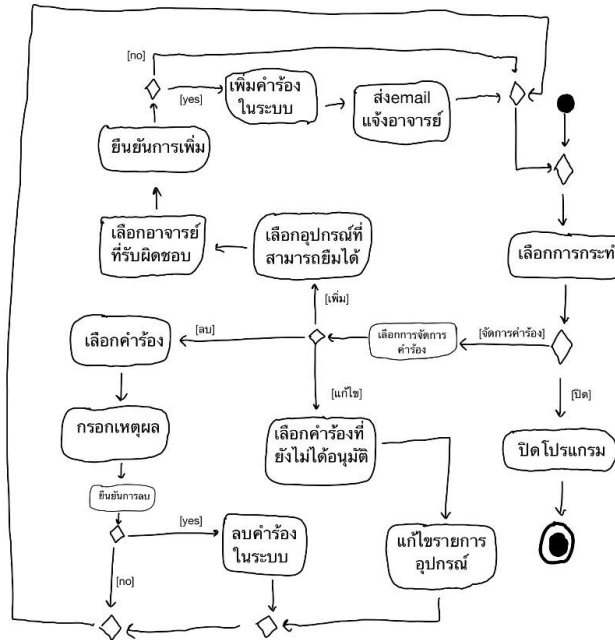 [no]
[yes]
เพิ่มคำร้อง
ในระบบ
ส่งemail
แจ้งอาจารย์
ยืนยันการเพิ่ม
เลือกอาจารย์
ที่รับผิดชอบ
เลือกอุปกรณ์ที่
สามารถยืมได้
เลือกการกระทำ
[เพิ่ม]
[ลบ]
เลือกคำร้อง
เลือกการจัดการ
คำร้อง
[จัดการคำร้อง]
[แก้ไข]
[ปิด]
กรอกเหตุผล
เลือกคำร้องที่
ยังไม่ได้อนุมัติ
ปิดโปรแกรม
ยืนยันการลบ
[yes]
ลบคำร้อง
ในระบบ
แก้ไขรายการ
อุปกรณ์
[no]